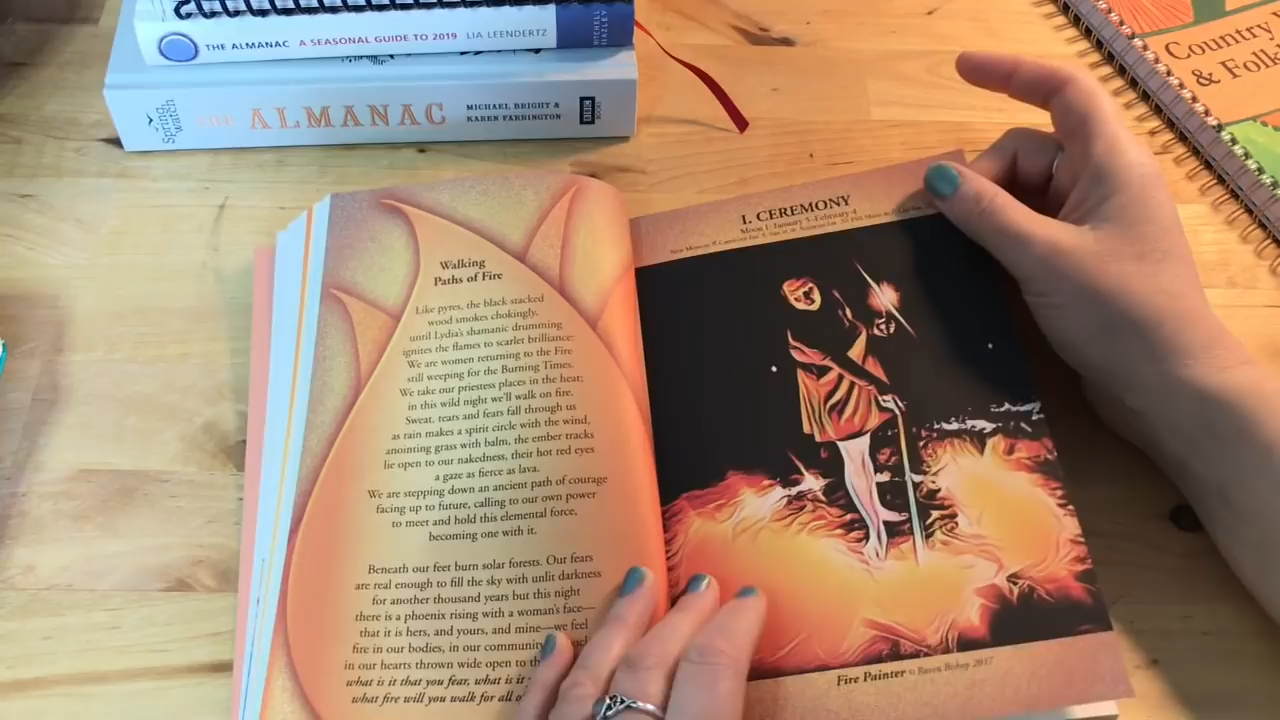 THE ALMANAC A SEASONAL GUIDE TO 2019 LIA LEENDERTZ MITCHELL BEAZLEY
Spring watch
THE ALMANAC
MICHAEL BRIGHT &
KAREN FARRINGTON
BBC BOOKS
Country
& Folk
Walking
Paths of Fire
Like pyres, the black stacked
wood smokes chokingly,
until Lydia's shamanic drumming
ignites the flames to scarlet brilliance:
We are women returning to the Fire
still weeping for the Burning Times.
We take our priestess places in the heat;
in this wild night we'll walk on fire.
Sweat, tears and fears fall through us
as rain makes a spirit circle with the wind,
anointing grass with balm, the ember tracks
lie open to our nakedness, their hot red eyes
a gaze as fierce as lava.
We are stepping down an ancient path of courage
facing up to future, calling to our own power
to meet and hold this elemental force,
becoming one with it.
Beneath our feet burn solar forests. Our fears
are real enough to fill the sky with unlit darkness
for another thousand years but this night
there is a phoenix rising with a woman's face—
that it is hers, and yours, and mine—we feel
fire in our bodies, in our community
in our hearts thrown wide open to th
what is it that you fear, what is it y
what fire will you walk for all o
I. CEREMONY
Moon I: January 5–February 4
Fire Painter © Raven Bishop 2017